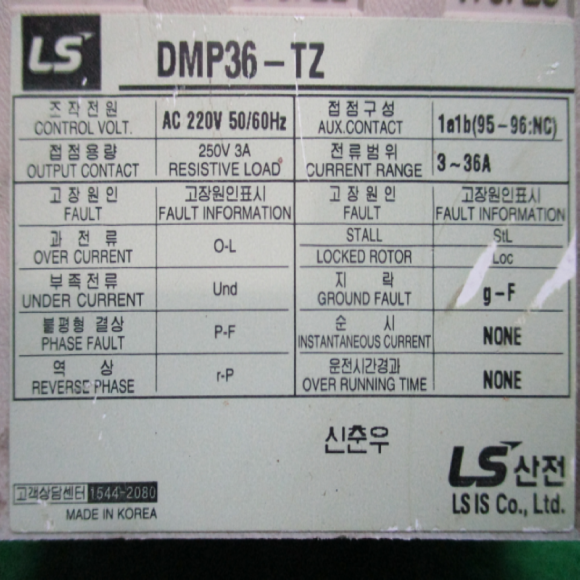 LS
DMP36-TZ
조작전원
CONTROL VOLT.
AC 220V 50/60Hz
접점구성
AUX.CONTACT
1a1b(95-96:NC)
접점용량
OUTPUT CONTACT
250V 3A
RESISTIVE LOAD
전류범위
CURRENT RANGE
3~36A
고장원인
FAULT
고장원인표시
FAULT INFORMATION
고장원인
FAULT
고장원인표시
FAULT INFORMATION
과전류
OVER CURRENT
O-L
STALL
StL
LOCKED ROTOR
Loc
부족전류
UNDER CURRENT
Und
지락
GROUND FAULT
g-F
불평형 결상
PHASE FAULT
P-F
순시
INSTANTANEOUS CURRENT
NONE
역상
REVERSE PHASE
r-P
운전시간경과
OVER RUNNING TIME
NONE
신춘우
LS산전
고객상담센터 1544-2080
LS IS Co., Ltd.
MADE IN KOREA